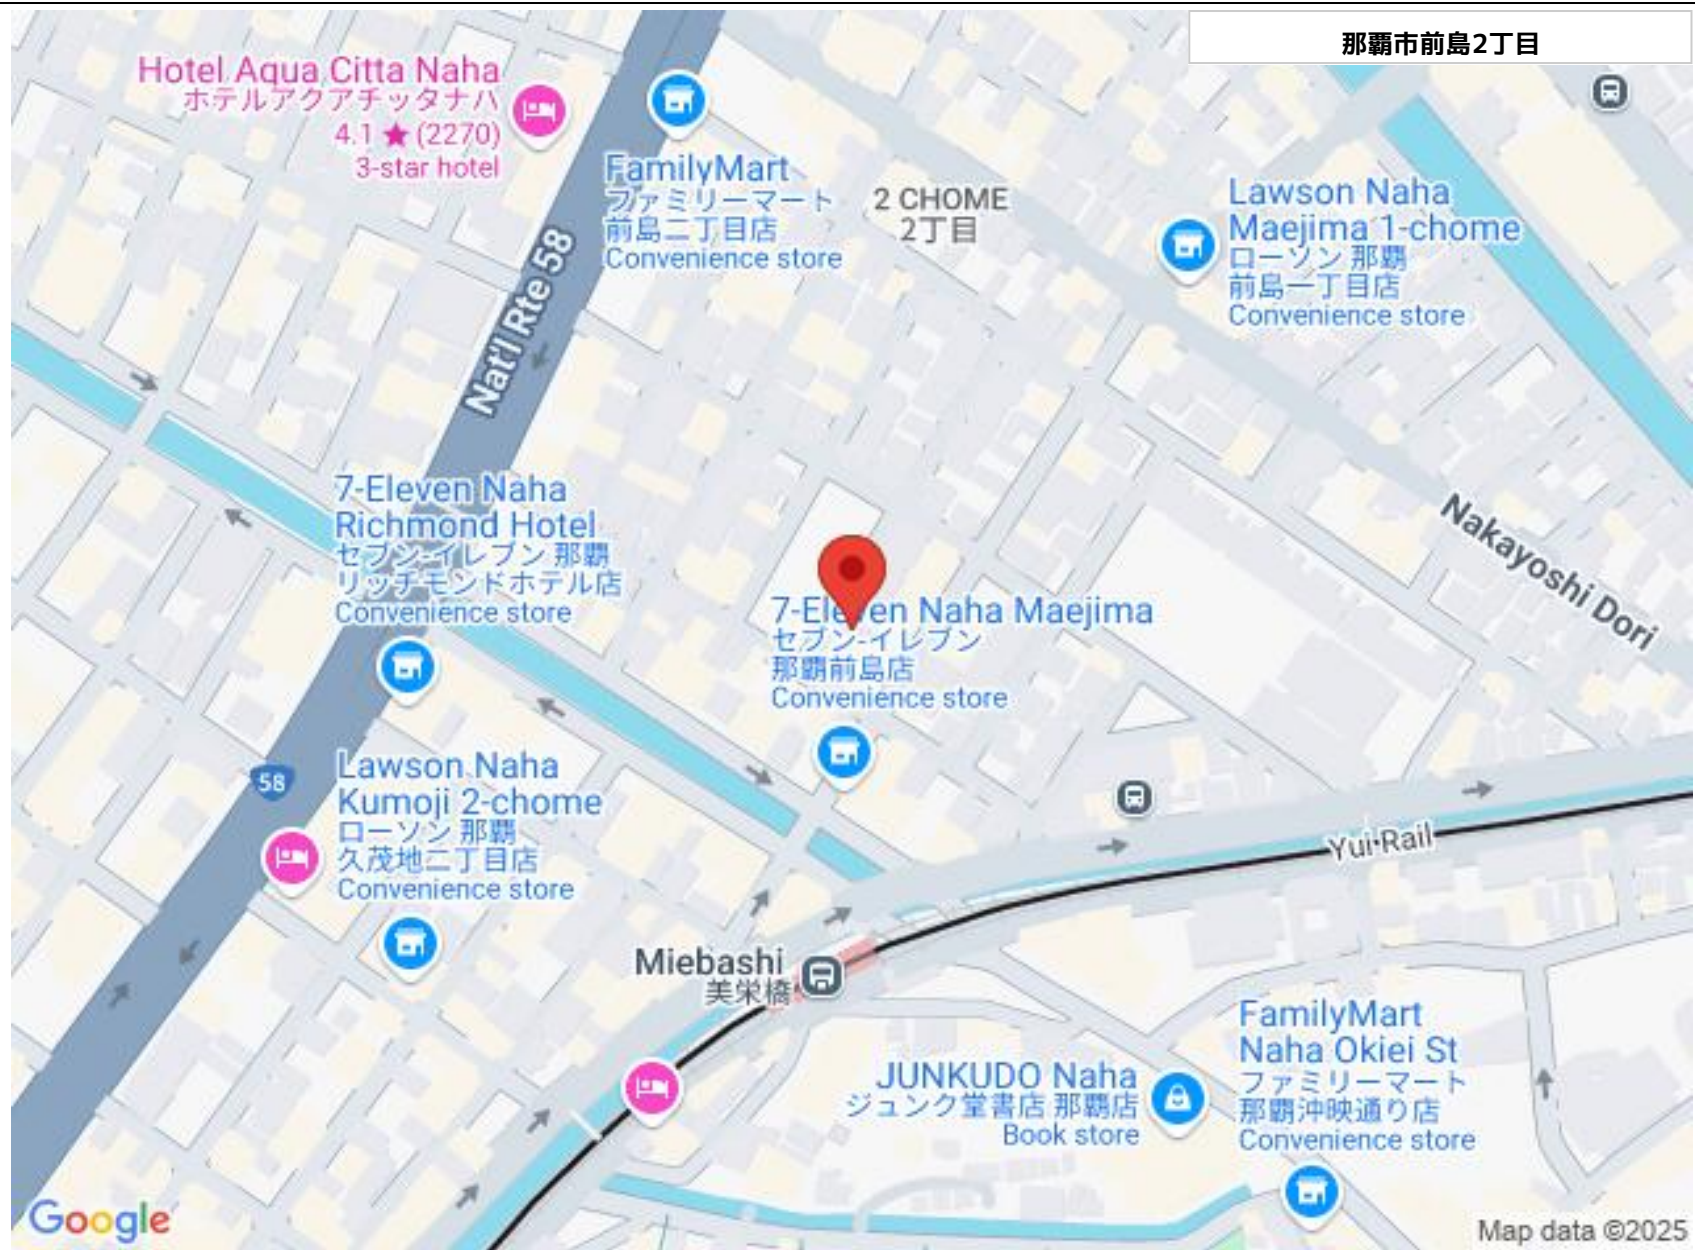 那覇市前島2丁目
Hotel Aqua Citta Naha
ホテルアクアチッタナハ
4.1 ★ (2270)
3-star hotel
FamilyMart
ファミリーマート
前島二丁目店
Convenience store
2 CHOME
2丁目
Lawson Naha
Maejima 1-chome
ローソン 那覇
前島一丁目店
Convenience store
Nat'l Rte 58
7-Eleven Naha
Richmond Hotel
セブン-イレブン 那覇
リッチモンドホテル店
Convenience store
Nakayoshi Dori
7-Eleven Naha Maejima
セブン-イレブン
那覇前島店
Convenience store
58
Lawson Naha
Kumoji 2-chome
ローソン 那覇
久茂地二丁目店
Convenience store
Yui Rail
Miebashi
美栄橋
JUNKUDO Naha
ジュンク堂書店 那覇店
Book store
FamilyMart
Naha Okiei St
ファミリーマート
那覇沖映通り店
Convenience store
Google
Map data ©2025